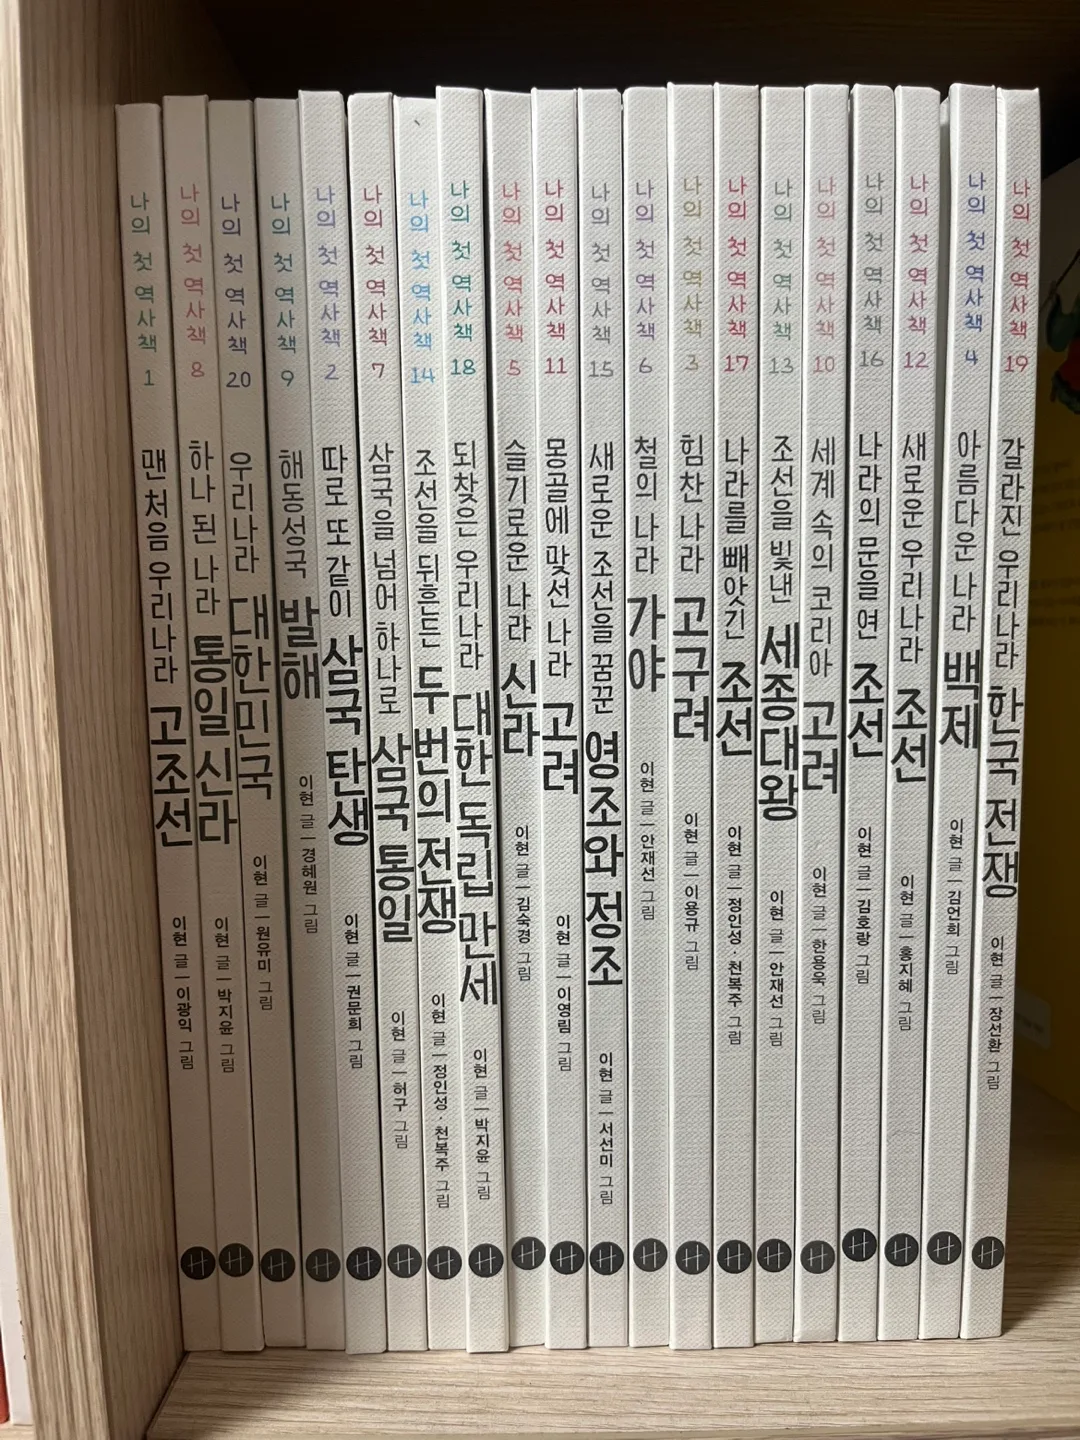 나의 첫 역사책 1 맨 처음 우리나라 고조선 이현 글 | 이광익 그림
나의 첫 역사책 8 하나 된 나라 통일 신라 이현 글 | 박지윤 그림
나의 첫 역사책 20 우리나라 대한민국 이현 글 | 원유미 그림
나의 첫 역사책 9 해동성국 발해 이현 글 | 경혜원 그림
나의 첫 역사책 2 따로 또 같이 삼국 탄생 이현 글 | 권문희 그림
나의 첫 역사책 7 삼국을 넘어 하나로 삼국 통일 이현 글 | 허구 그림
나의 첫 역사책 14 조선을 뒤흔든 두 번의 전쟁 이현 글 | 정인성·천복주 그림
나의 첫 역사책 18 되찾은 우리나라 대한 독립 만세 이현 글 | 박지윤 그림
나의 첫 역사책 5 슬기로운 나라 신라 이현 글 | 김숙경 그림
나의 첫 역사책 11 몽골에 맞선 나라 고려 이현 글 | 이영림 그림
나의 첫 역사책 15 새로운 조선을 꿈꾼 영조와 정조 이현 글 | 서선미 그림
나의 첫 역사책 6 철의 나라 가야 이현 글 | 안재선 그림
나의 첫 역사책 3 힘찬 나라 고구려 이현 글 | 이용규 그림
나의 첫 역사책 17 나라를 빼앗긴 조선 이현 글 | 정인성·천복주 그림
나의 첫 역사책 13 조선을 빛낸 세종대왕 이현 글 | 안재선 그림
나의 첫 역사책 10 세계 속의 코리아 고려 이현 글 | 한용욱 그림
나의 첫 역사책 16 나라의 문을 연 조선 이현 글 | 김호랑 그림
나의 첫 역사책 12 새로운 우리나라 조선 이현 글 | 홍지혜 그림
나의 첫 역사책 4 아름다운 나라 백제 이현 글 | 김언희 그림
나의 첫 역사책 19 갈라진 우리나라 한국 전쟁 이현 글 | 장선환 그림